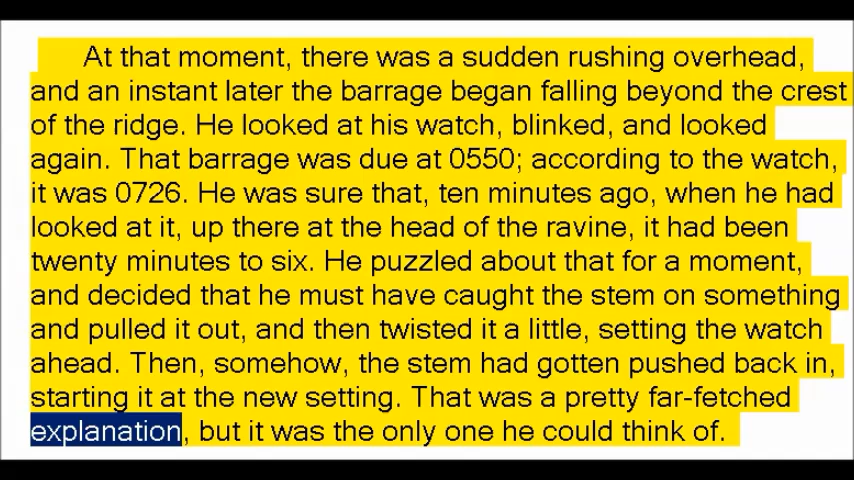 At that moment, there was a sudden rushing overhead,
and an instant later the barrage began falling beyond the crest
of the ridge. He looked at his watch, blinked, and looked
again. That barrage was due at 0550; according to the watch,
it was 0726. He was sure that, ten minutes ago, when he had
looked at it, up there at the head of the ravine, it had been
twenty minutes to six. He puzzled about that for a moment,
and decided that he must have caught the stem on something
and pulled it out, and then twisted it a little, setting the watch
ahead. Then, somehow, the stem had gotten pushed back in,
starting it at the new setting. That was a pretty far-fetched
explanation, but it was the only one he could think of.